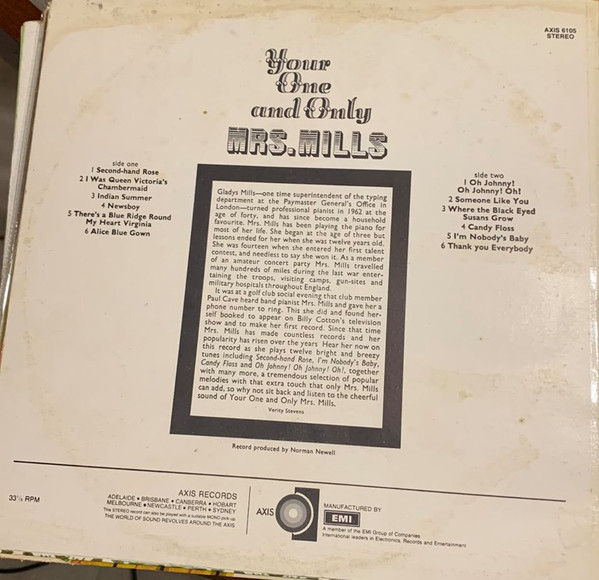 AXIS 6105
STEREO
Your
One
and Only
MRS. MILLS
side one
1 Second-hand Rose
2 I Was Queen Victoria's
Chambermaid
3 Indian Summer
4 Newsboy
5 There's a Blue Ridge Round
My Heart Virginia
6 Alice Blue Gown
Gladys Mills—one time superintendent of the typing
department at the Paymaster General's Office in
London—turned professional pianist in 1962 at the
age of forty, and has since become a household
favourite. Mrs. Mills has been playing the piano for
most of her life. She began at the age of three but
lessons ended for her when she was twelve years old.
She was fourteen when she entered her first talent
contest, and needless to say she won it. As a member
of an amateur concert party Mrs. Mills travelled
many hundreds of miles during the last war enter-
taining the troops, visiting camps, gun-sites and
military hospitals throughout England.
It was at a golf club social evening that club member
Paul Cave heard band pianist Mrs. Mills and gave her a
phone number to ring. This she did and found her-
self booked to appear on Billy Cotton's television
show and to make her first record. Since that time
Mrs. Mills has made countless records and her
popularity has risen over the years. Hear her now on
this record as she plays twelve bright and breezy
tunes including Second-hand Rose, I'm Nobody's Baby,
Candy Floss and Oh Johnny! Oh Johnny! Oh!, together
with many more, a tremendous selection of popular
melodies with that extra touch that only Mrs. Mills
can add, so why not sit back and listen to the cheerful
sound of Your One and Only Mrs. Mills.
Verity Stevens
side two
1 Oh Johnny!
Oh Johnny! Oh!
2 Someone Like You
3 Where the Black Eyed
Susans Grow
4 Candy Floss
5 I'm Nobody's Baby
6 Thank you Everybody
Record produced by Norman Newell
33⅓ RPM
AXIS RECORDS
ADELAIDE • BRISBANE • CANBERRA • HOBART
MELBOURNE • NEWCASTLE • PERTH • SYDNEY
This STEREO record can also be played with a suitable MONO pick-up
THE WORLD OF SOUND REVOLVES AROUND THE AXIS
AXIS
MANUFACTURED BY
EMI
A member of the EMI Group of Companies
International leaders in Electronics, Records and Entertainment